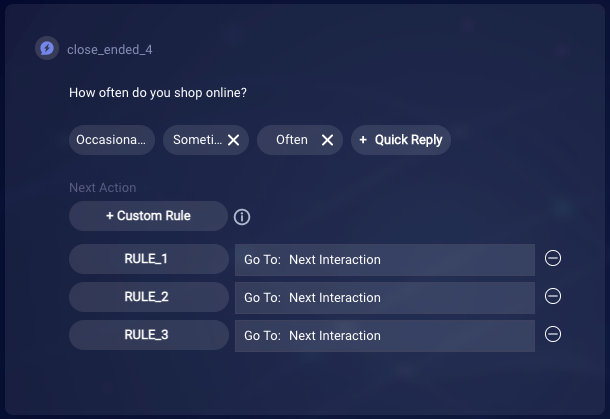 close_ended_4
How often do you shop online?
Occasiona... Someti... Often + Quick Reply
Next Action
+ Custom Rule
RULE_1 Go To: Next Interaction
RULE_2 Go To: Next Interaction
RULE_3 Go To: Next Interaction